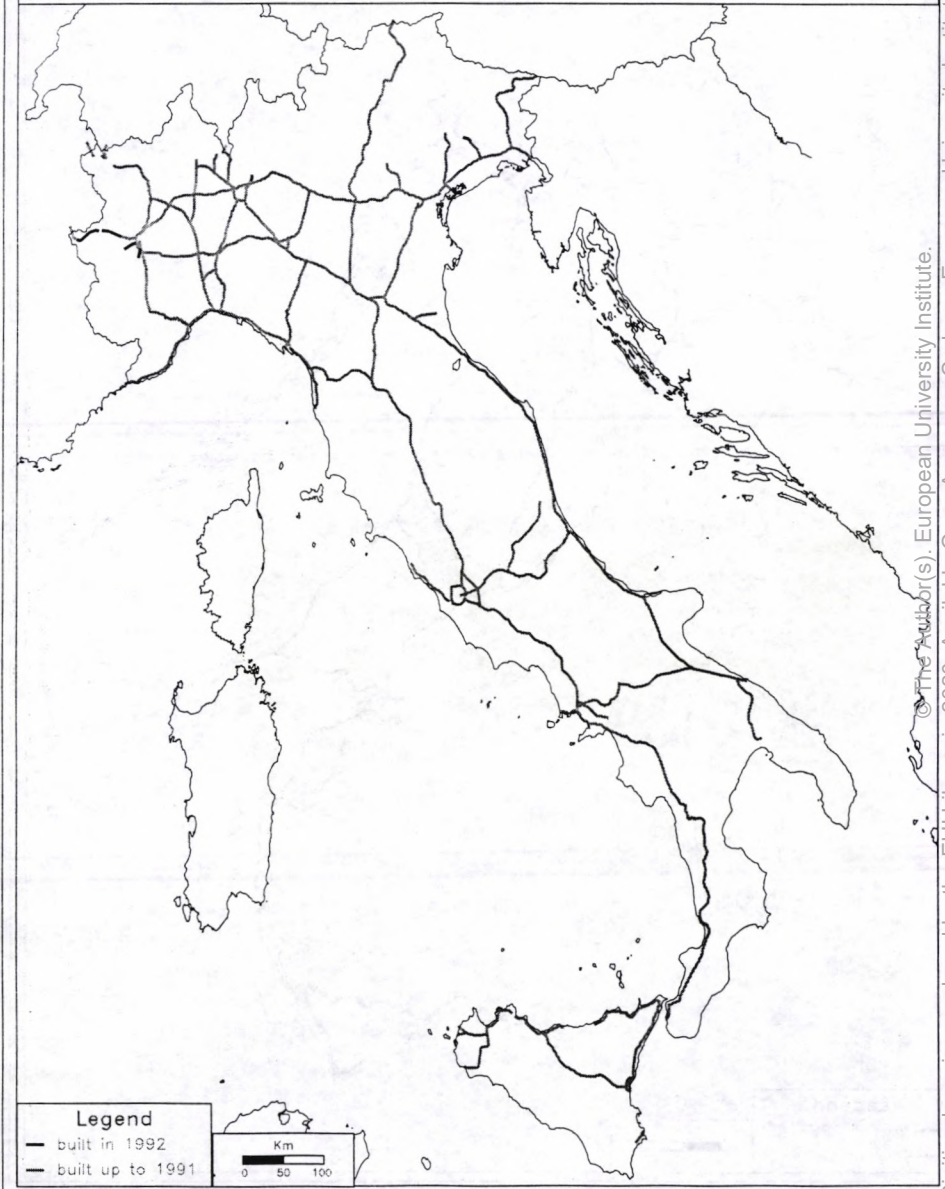 Legend
built in 1992
built up to 1991
Km
0 50 100
© The Author(s). European University Institute.